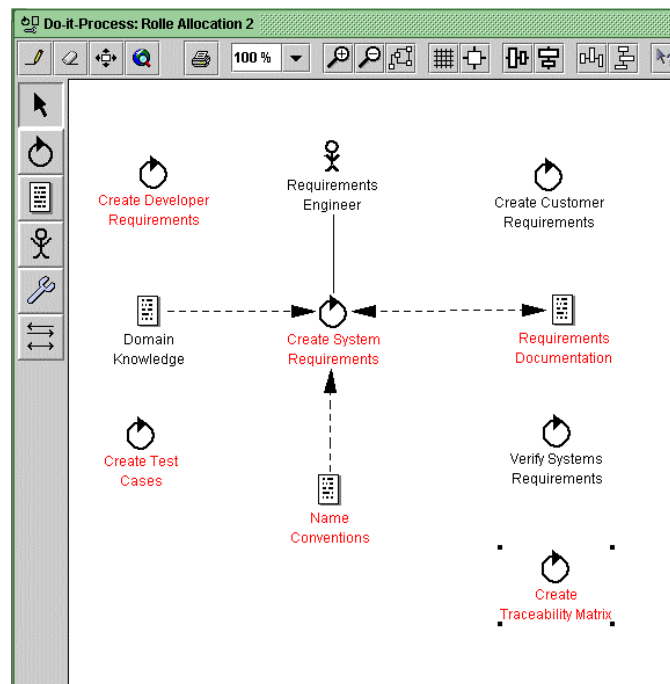 Do-it-Process: Rolle Allocation 2
100 %
Create Developer
Requirements
Requirements
Engineer
Create Customer
Requirements
Domain
Knowledge
Create System
Requirements
Requirements
Documentation
Create Test
Cases
Verify Systems
Requirements
Name
Conventions
Create
Traceability Matrix